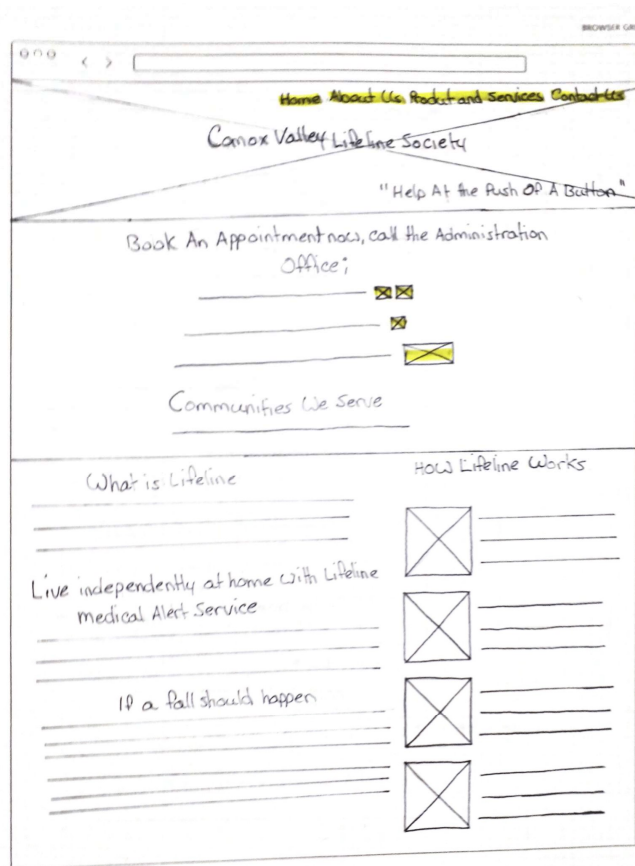 BROWSER GR
Home About Us Product and Services Contact Us
Comox Valley Lifeline Society
"Help At the Push Of A Button"
Book An Appointment now, call the Administration
Office;
Communities We Serve
What is Lifeline
How Lifeline Works
Live independently at home with Lifeline
medical Alert Service
If a fall should happen